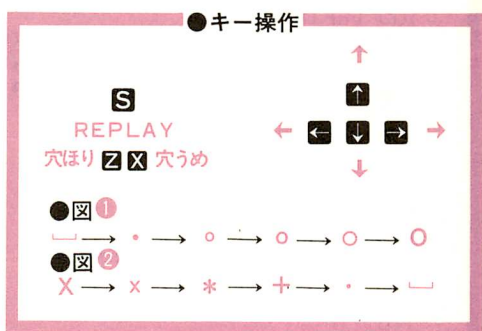 ●キー操作
S
REPLAY
穴ほり Z X 穴うめ
↑
↑
← ← ↓ → →
↓
●図①
⎵ → ・ → ｏ → o → ○ → O
●図②
X → x → * → + → ・ → ⎵